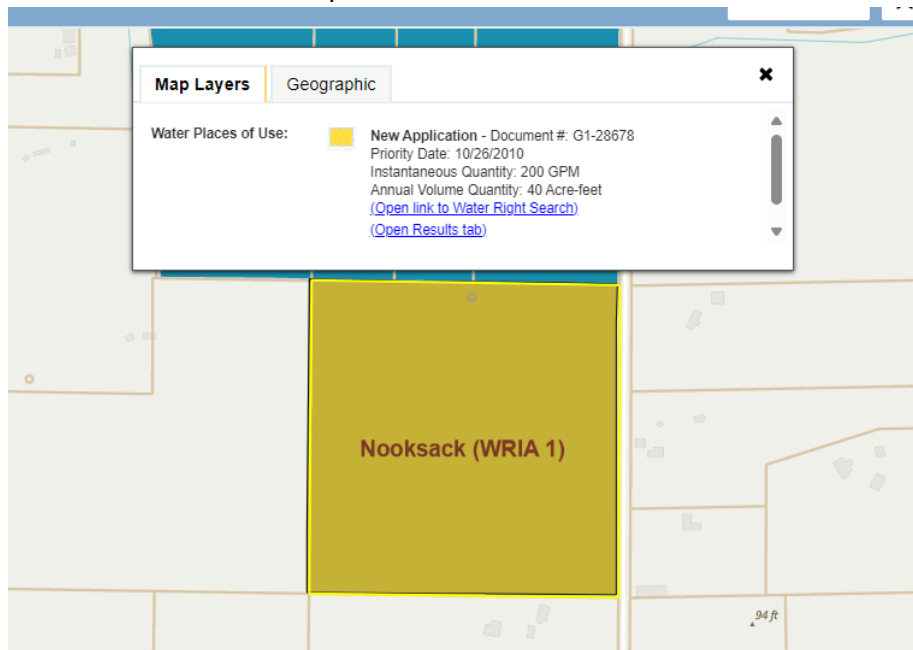 Map Layers
Geographic
Water Places of Use:
New Application - Document #: G1-28678
Priority Date: 10/26/2010
Instantaneous Quantity: 200 GPM
Annual Volume Quantity: 40 Acre-feet
(Open link to Water Right Search)
(Open Results tab)
Nooksack (WRIA 1)
94 ft